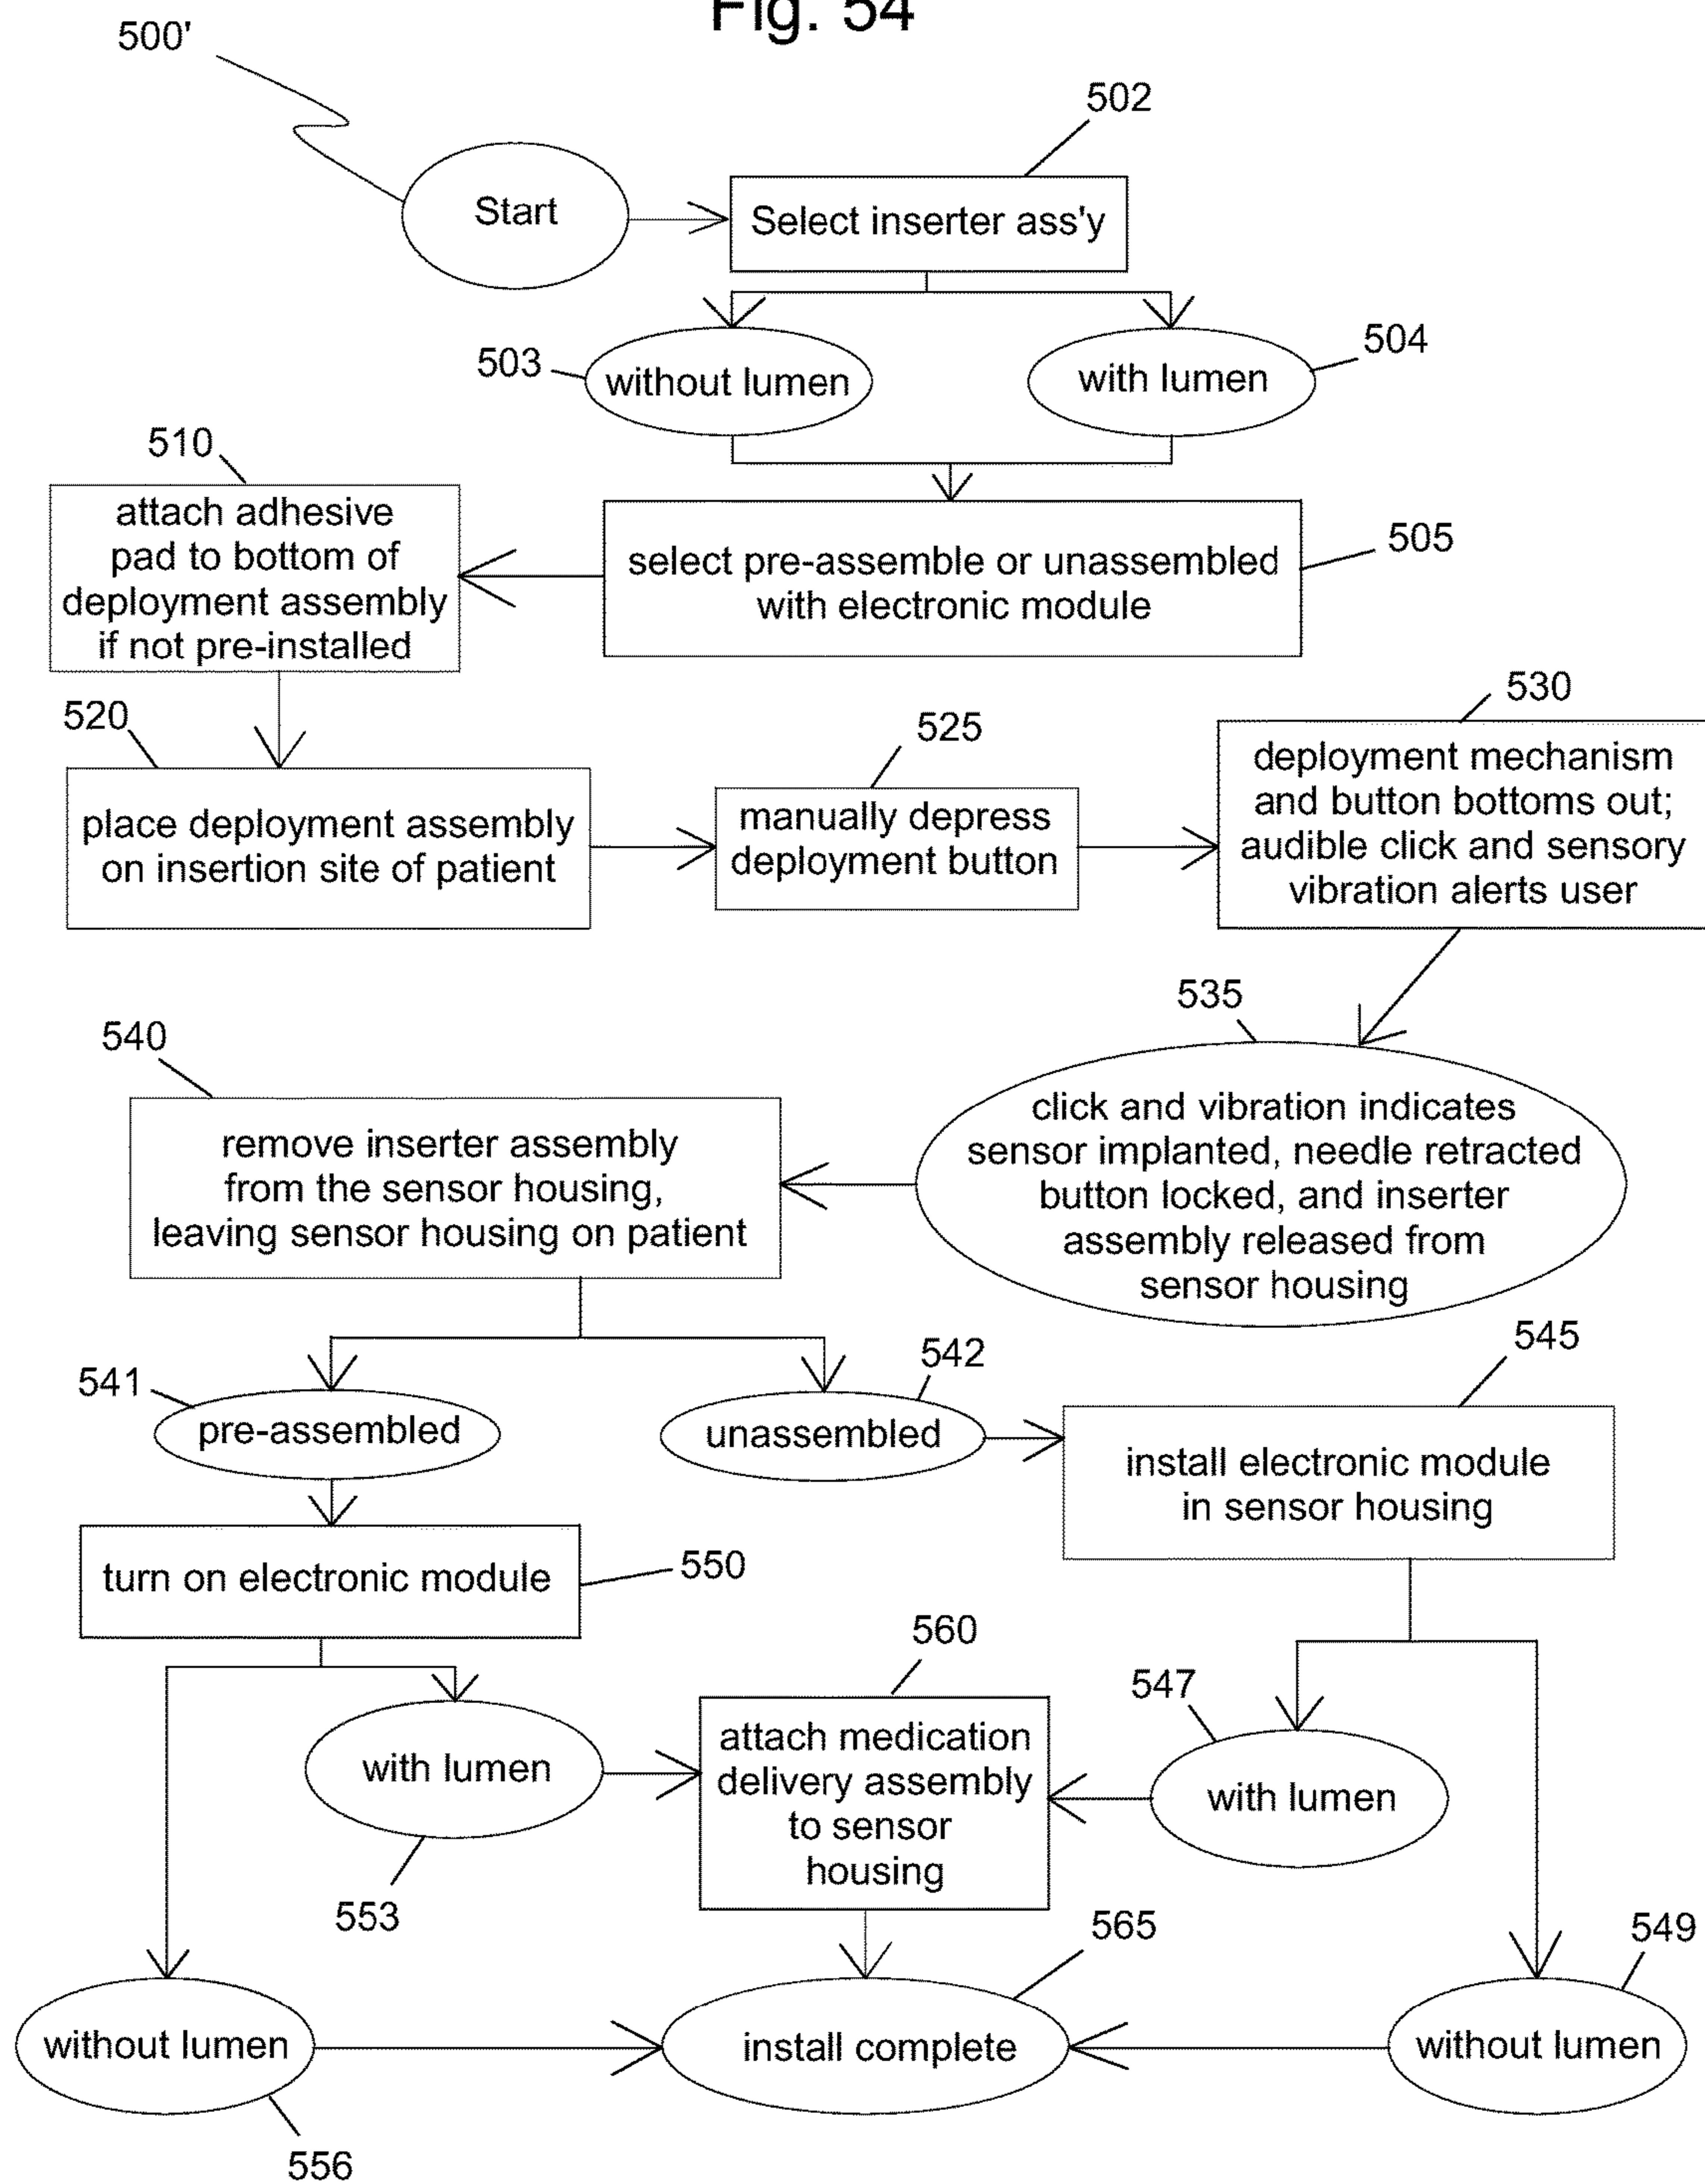 Fig. 54
500'
502
Start
Select inserter ass'y
503
without lumen
504
with lumen
510
attach adhesive
pad to bottom of
deployment assembly
if not pre-installed
505
select pre-assemble or unassembled
with electronic module
520
place deployment assembly
on insertion site of patient
525
manually depress
deployment button
530
deployment mechanism
and button bottoms out;
audible click and sensory
vibration alerts user
535
click and vibration indicates
sensor implanted, needle retracted
button locked, and inserter
assembly released from
sensor housing
540
remove inserter assembly
from the sensor housing,
leaving sensor housing on patient
541
pre-assembled
542
unassembled
545
install electronic module
in sensor housing
turn on electronic module
550
560
attach medication
delivery assembly
to sensor
housing
with lumen
553
547
with lumen
565
549
without lumen
install complete
without lumen
556